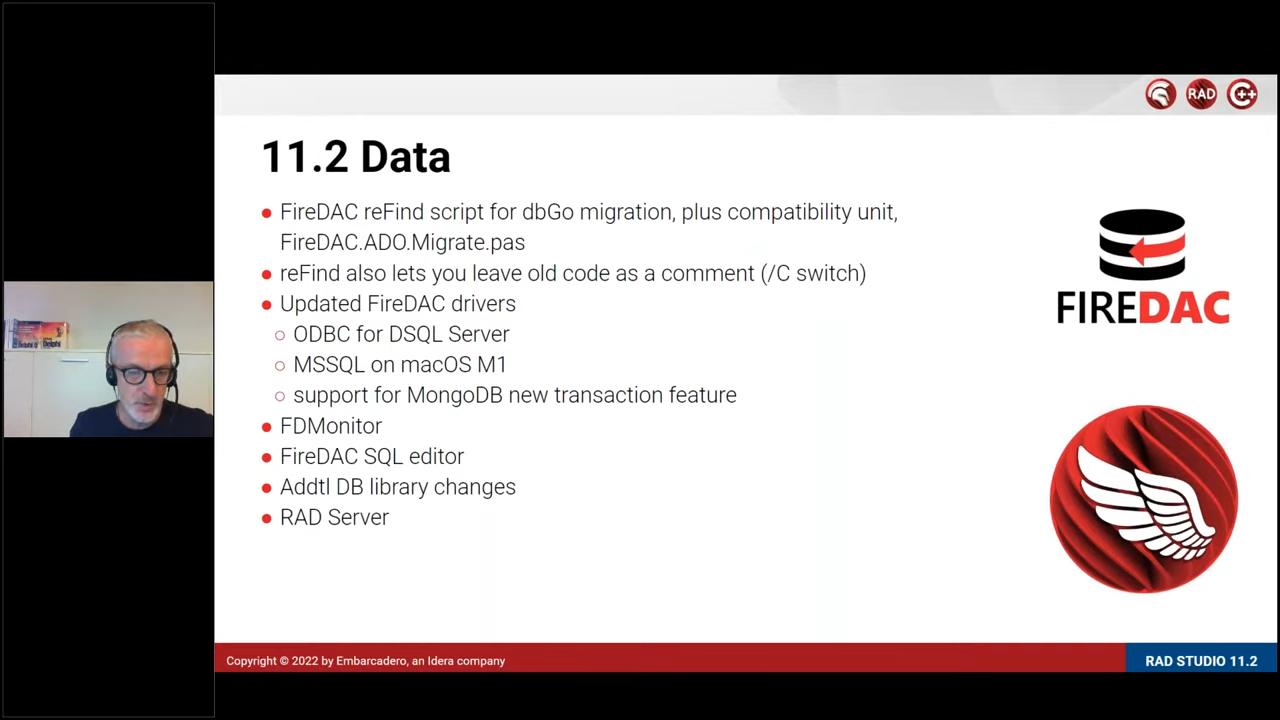 RAD
C++
11.2 Data
FireDAC reFind script for dbGo migration, plus compatibility unit,
FireDAC.ADO.Migrate.pas
reFind also lets you leave old code as a comment (/C switch)
Updated FireDAC drivers
ODBC for DSQL Server
MSSQL on macOS M1
support for MongoDB new transaction feature
FDMonitor
FireDAC SQL editor
Addtl DB library changes
RAD Server
FIREDAC
Delphi
Copyright © 2022 by Embarcadero, an Idera company
RAD STUDIO 11.2